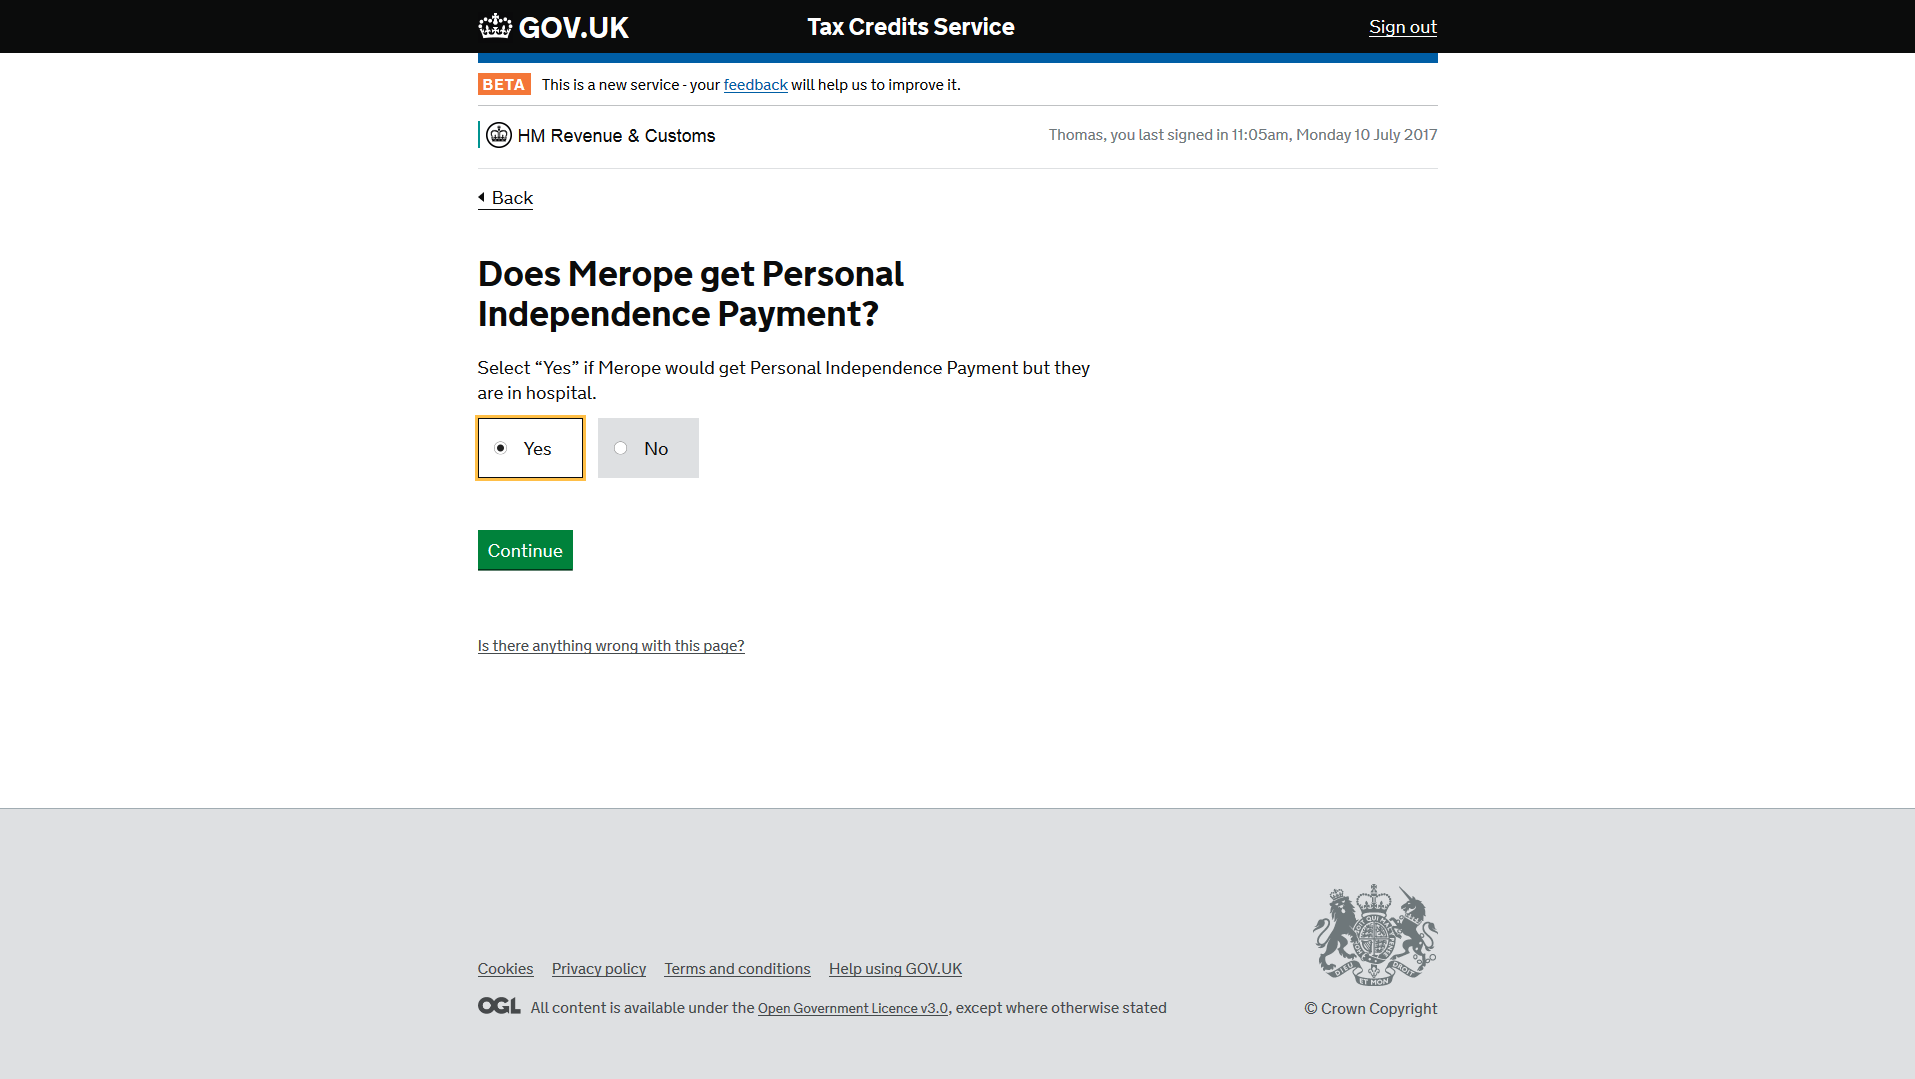 GOV.UK Tax Credits Service Sign out
BETA This is a new service - your feedback will help us to improve it.
HM Revenue & Customs Thomas, you last signed in 11:05am, Monday 10 July 2017
Back
Does Merope get Personal
Independence Payment?
Select “Yes” if Merope would get Personal Independence Payment but they
are in hospital.
Yes No
Continue
Is there anything wrong with this page?
Cookies Privacy policy Terms and conditions Help using GOV.UK
OGL All content is available under the Open Government Licence v3.0, except where otherwise stated
© Crown Copyright